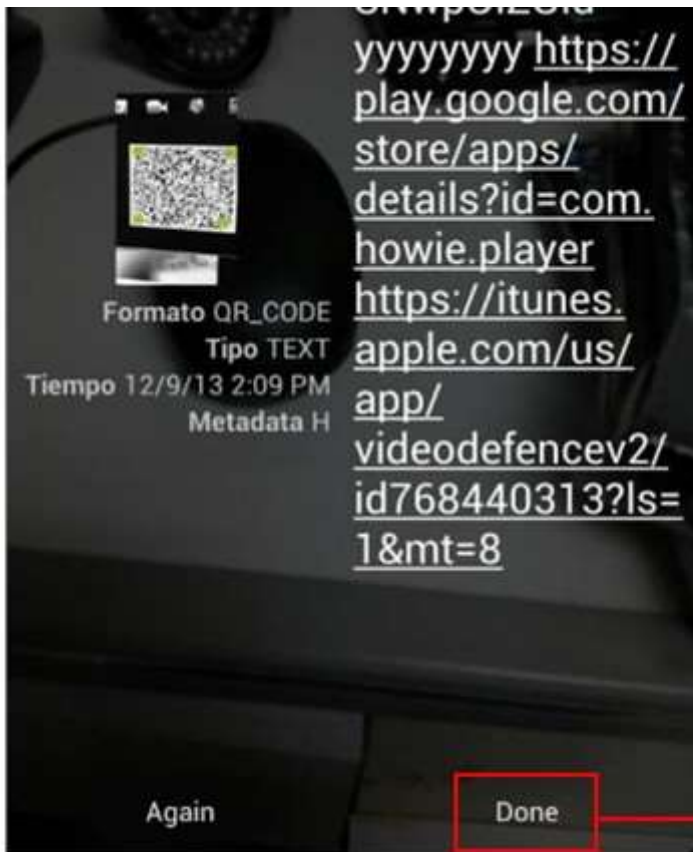 yyyyyyyy https://
play.google.com/
store/apps/
details?id=com.
howie.player
https://itunes.
apple.com/us/
app/
videodefencev2/
id768440313?ls=
1&mt=8
Formato QR_CODE
Tipo TEXT
Tiempo 12/9/13 2:09 PM
Metadata H
Again
Done